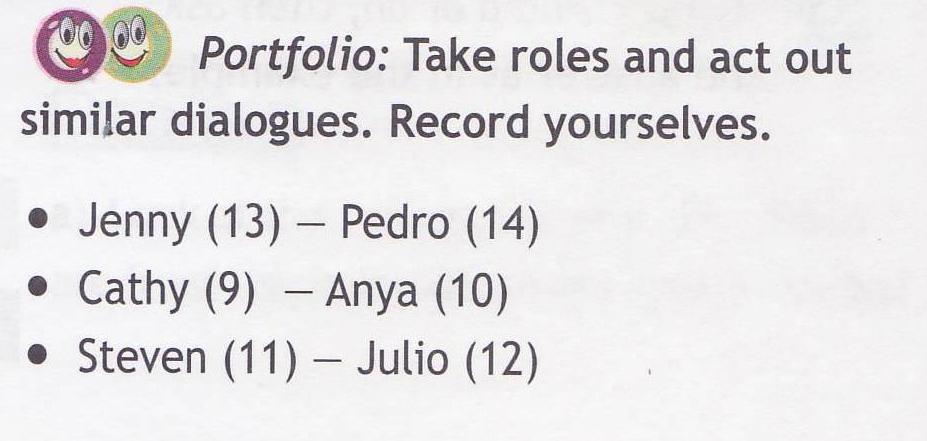 Portfolio: Take roles and act out
similar dialogues. Record yourselves.
• Jenny (13) – Pedro (14)
• Cathy (9) – Anya (10)
• Steven (11) – Julio (12)